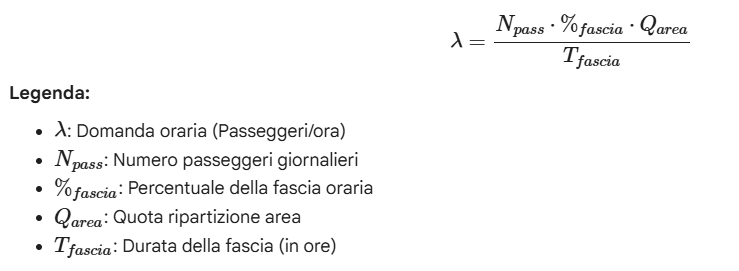 λ = N_pass · %_fascia · Q_area / T_fascia
Legenda:
• λ: Domanda oraria (Passeggeri/ora)
• N_pass: Numero passeggeri giornalieri
• %_fascia: Percentuale della fascia oraria
• Q_area: Quota ripartizione area
• T_fascia: Durata della fascia (in ore)